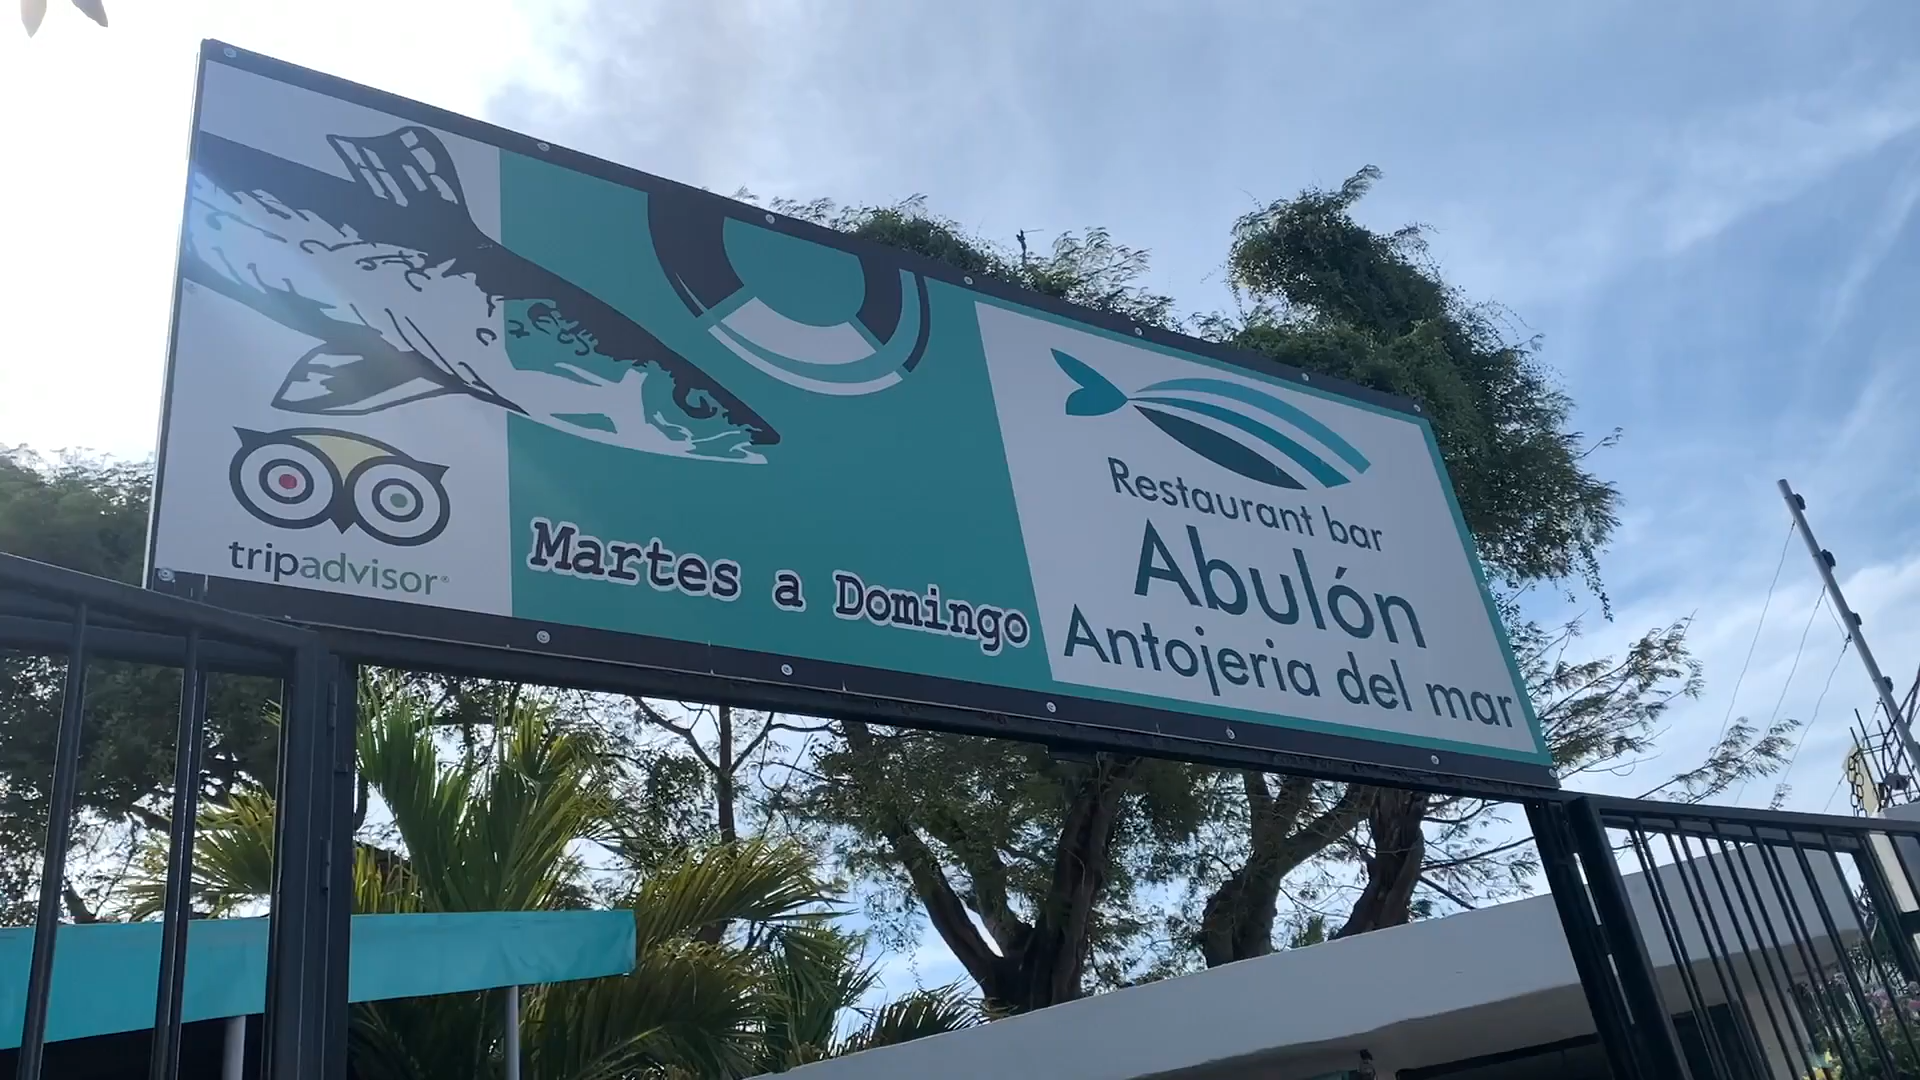 tripadvisor®
Martes a Domingo
Restaurant bar
Abulón
Antojeria del mar